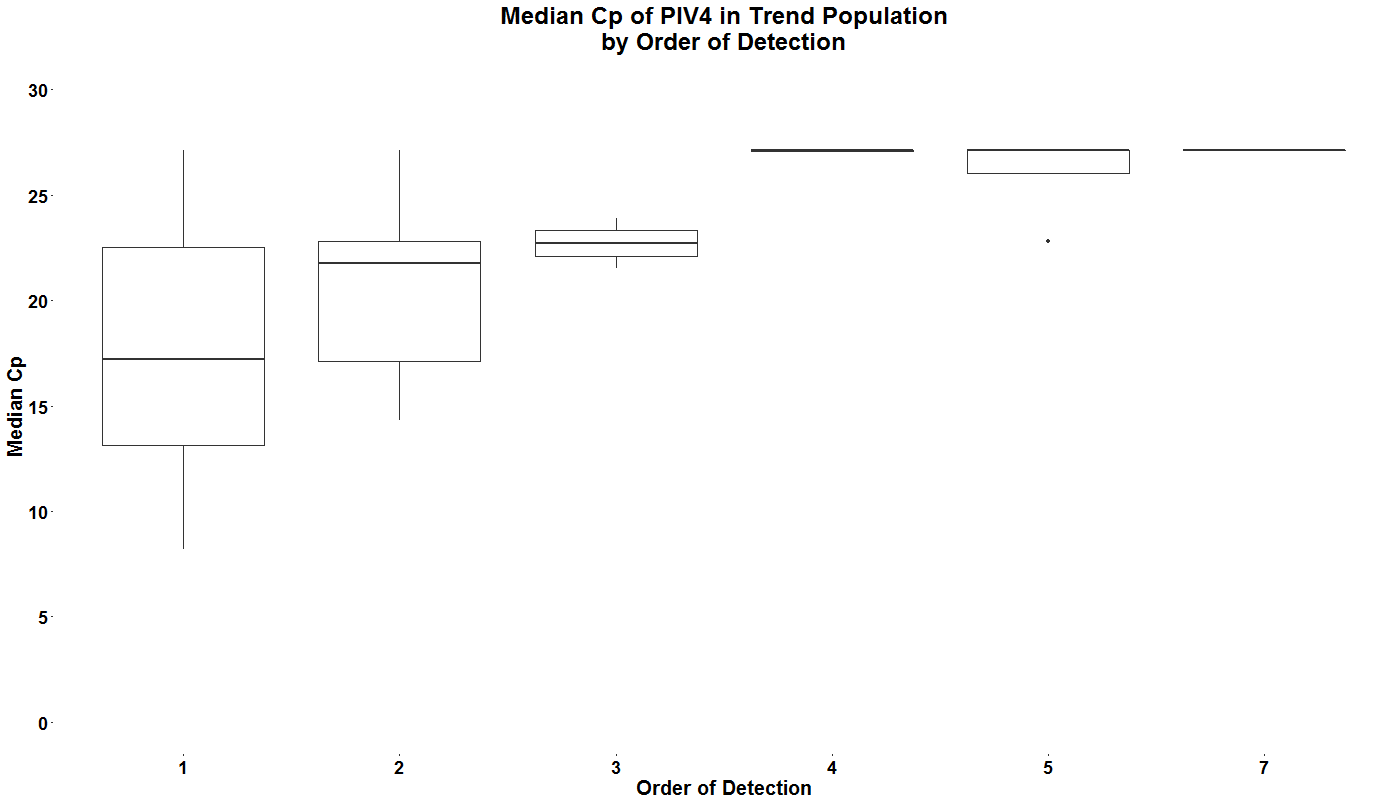 Median Cp of PIV4 in Trend Population
by Order of Detection
Median Cp
30
25
20
15
10
5
0
1 2 3 4 5 7
Order of Detection